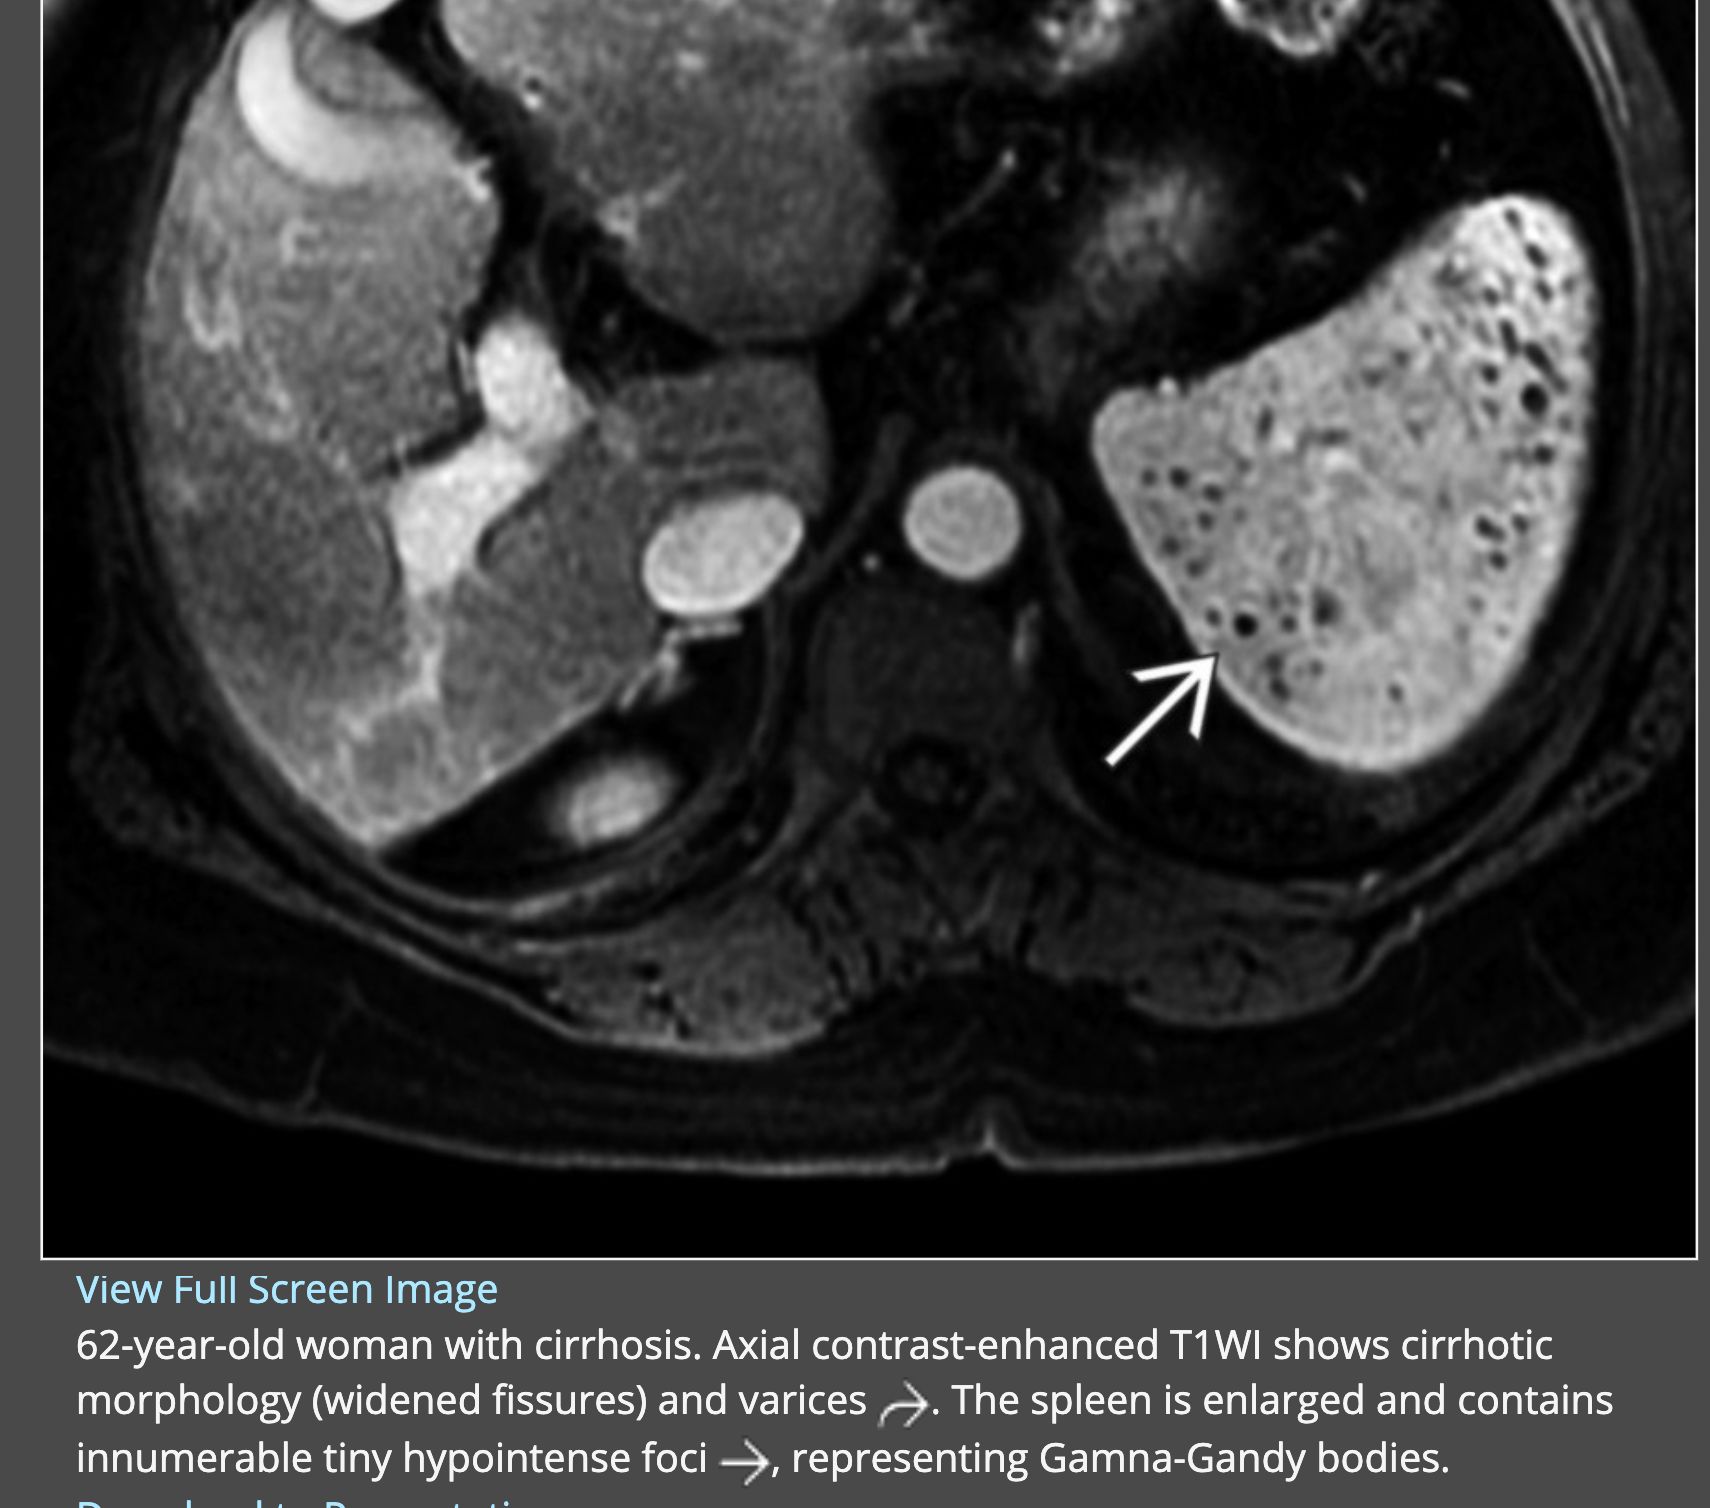 View Full Screen Image
62-year-old woman with cirrhosis. Axial contrast-enhanced T1WI shows cirrhotic
morphology (widened fissures) and varices . The spleen is enlarged and contains
innumerable tiny hypointense foci , representing Gamna-Gandy bodies.